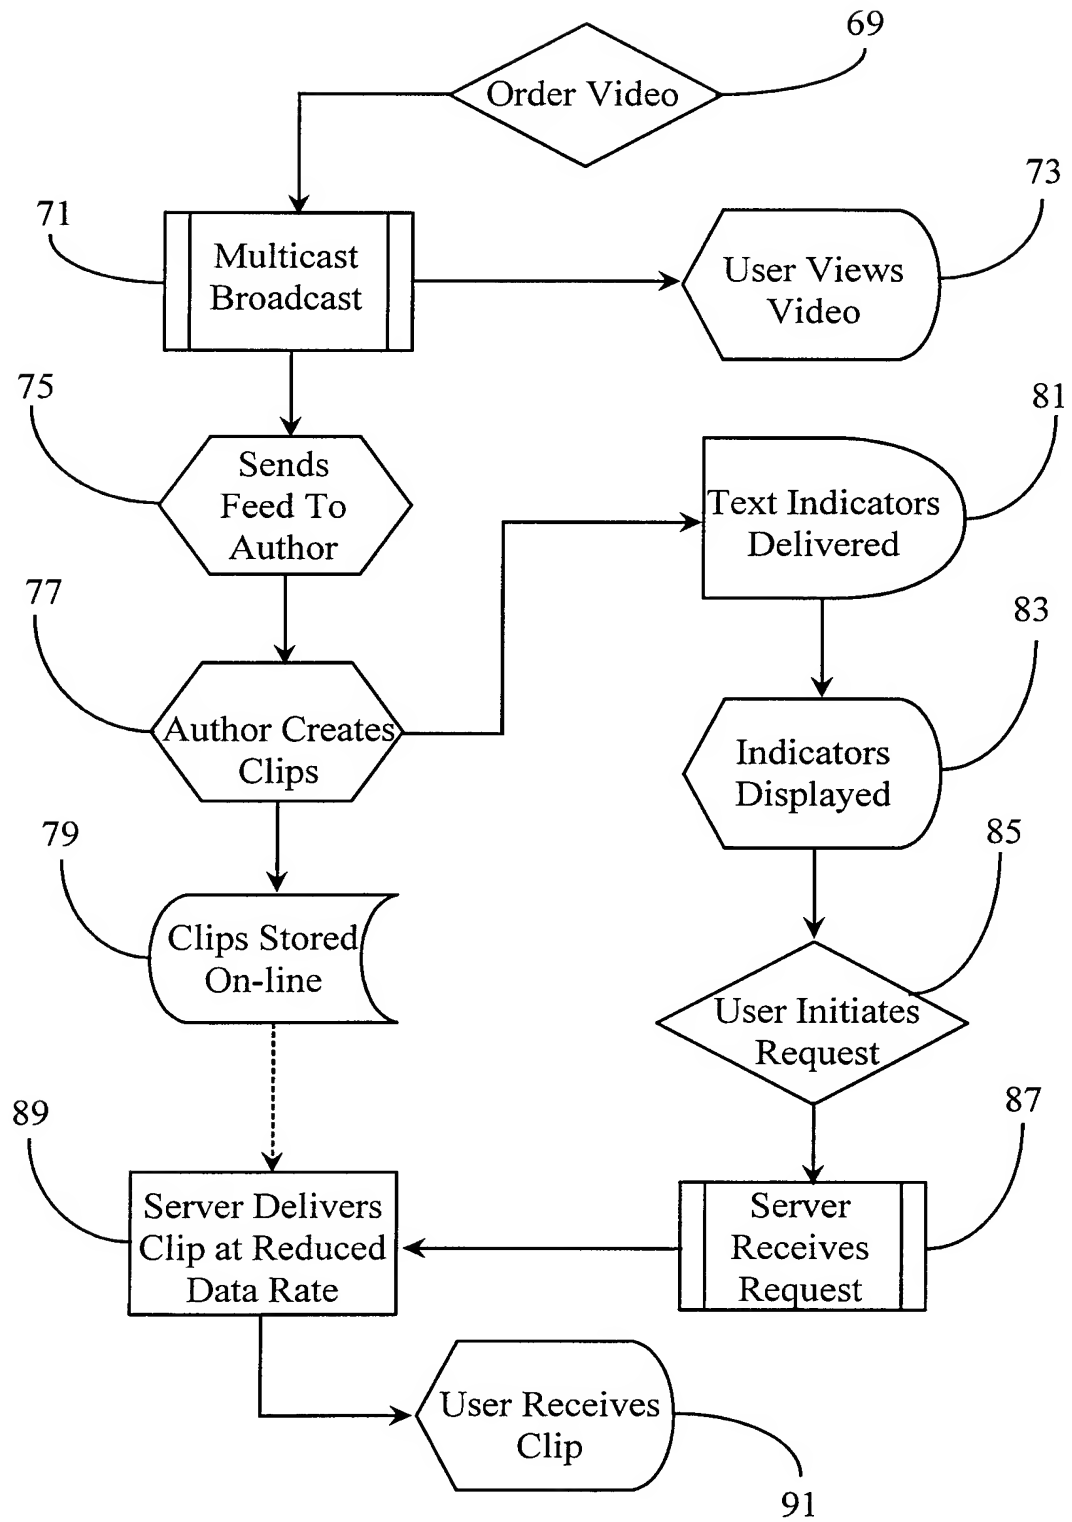 69
Order Video
73
71
Multicast
Broadcast
User Views
Video
75
81
Sends
Feed To
Author
Text Indicators
Delivered
77
83
Author Creates
Clips
Indicators
Displayed
79
85
Clips Stored
On-line
User Initiates
Request
89
87
Server Delivers
Clip at Reduced
Data Rate
Server
Receives
Request
User Receives
Clip
91